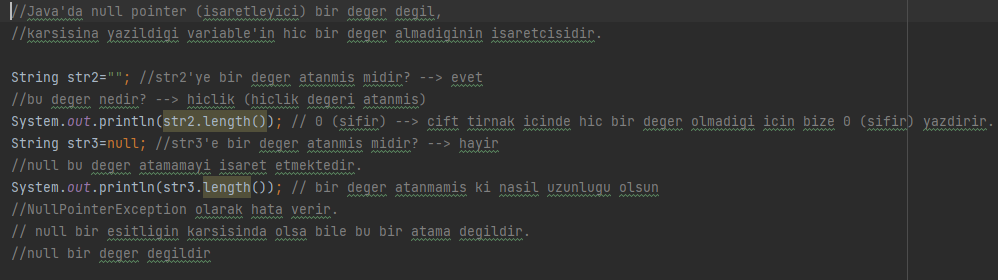 //Java'da null pointer (isaretleyici) bir deger degil,
//karsisina yazildigi variable'in hic bir deger almadiginin isaretcisidir.
String str2=""; //str2'ye bir deger atanmis midir? --> evet
//bu deger nedir? --> hiclik (hiclik degeri atanmis)
System.out.println(str2.length()); // 0 (sifir) --> cift tirnak icinde hic bir deger olmadigi icin bize 0 (sifir) yazdirir.
String str3=null; //str3'e bir deger atanmis midir? --> hayir
//null bu deger atamamayi isaret etmektedir.
System.out.println(str3.length()); // bir deger atanmamis ki nasil uzunlugu olsun
//NullPointerException olarak hata verir.
// null bir esitligin karsisinda olsa bile bu bir atama degildir.
//null bir deger degildir